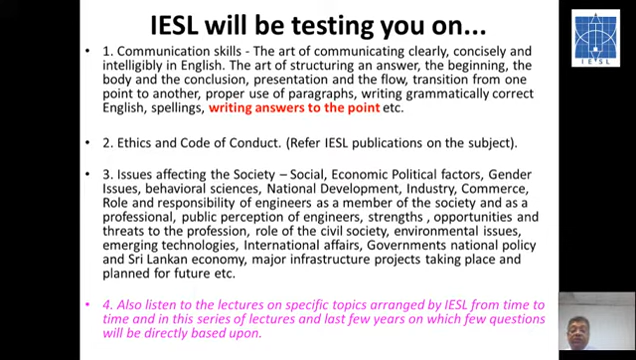 IESL will be testing you on...
• 1. Communication skills - The art of communicating clearly, concisely and
intelligibly in English. The art of structuring an answer, the beginning, the
body and the conclusion, presentation and the flow, transition from one
point to another, proper use of paragraphs, writing grammatically correct
English, spellings, writing answers to the point etc.
• 2. Ethics and Code of Conduct. (Refer IESL publications on the subject).
• 3. Issues affecting the Society – Social, Economic Political factors, Gender
Issues, behavioral sciences, National Development, Industry, Commerce,
Role and responsibility of engineers as a member of the society and as a
professional, public perception of engineers, strengths , opportunities and
threats to the profession, role of the civil society, environmental issues,
emerging technologies, International affairs, Governments national policy
and Sri Lankan economy, major infrastructure projects taking place and
planned for future etc.
• 4. Also listen to the lectures on specific topics arranged by IESL from time to
time and in this series of lectures and last few years on which few questions
will be directly based upon.
I E S L